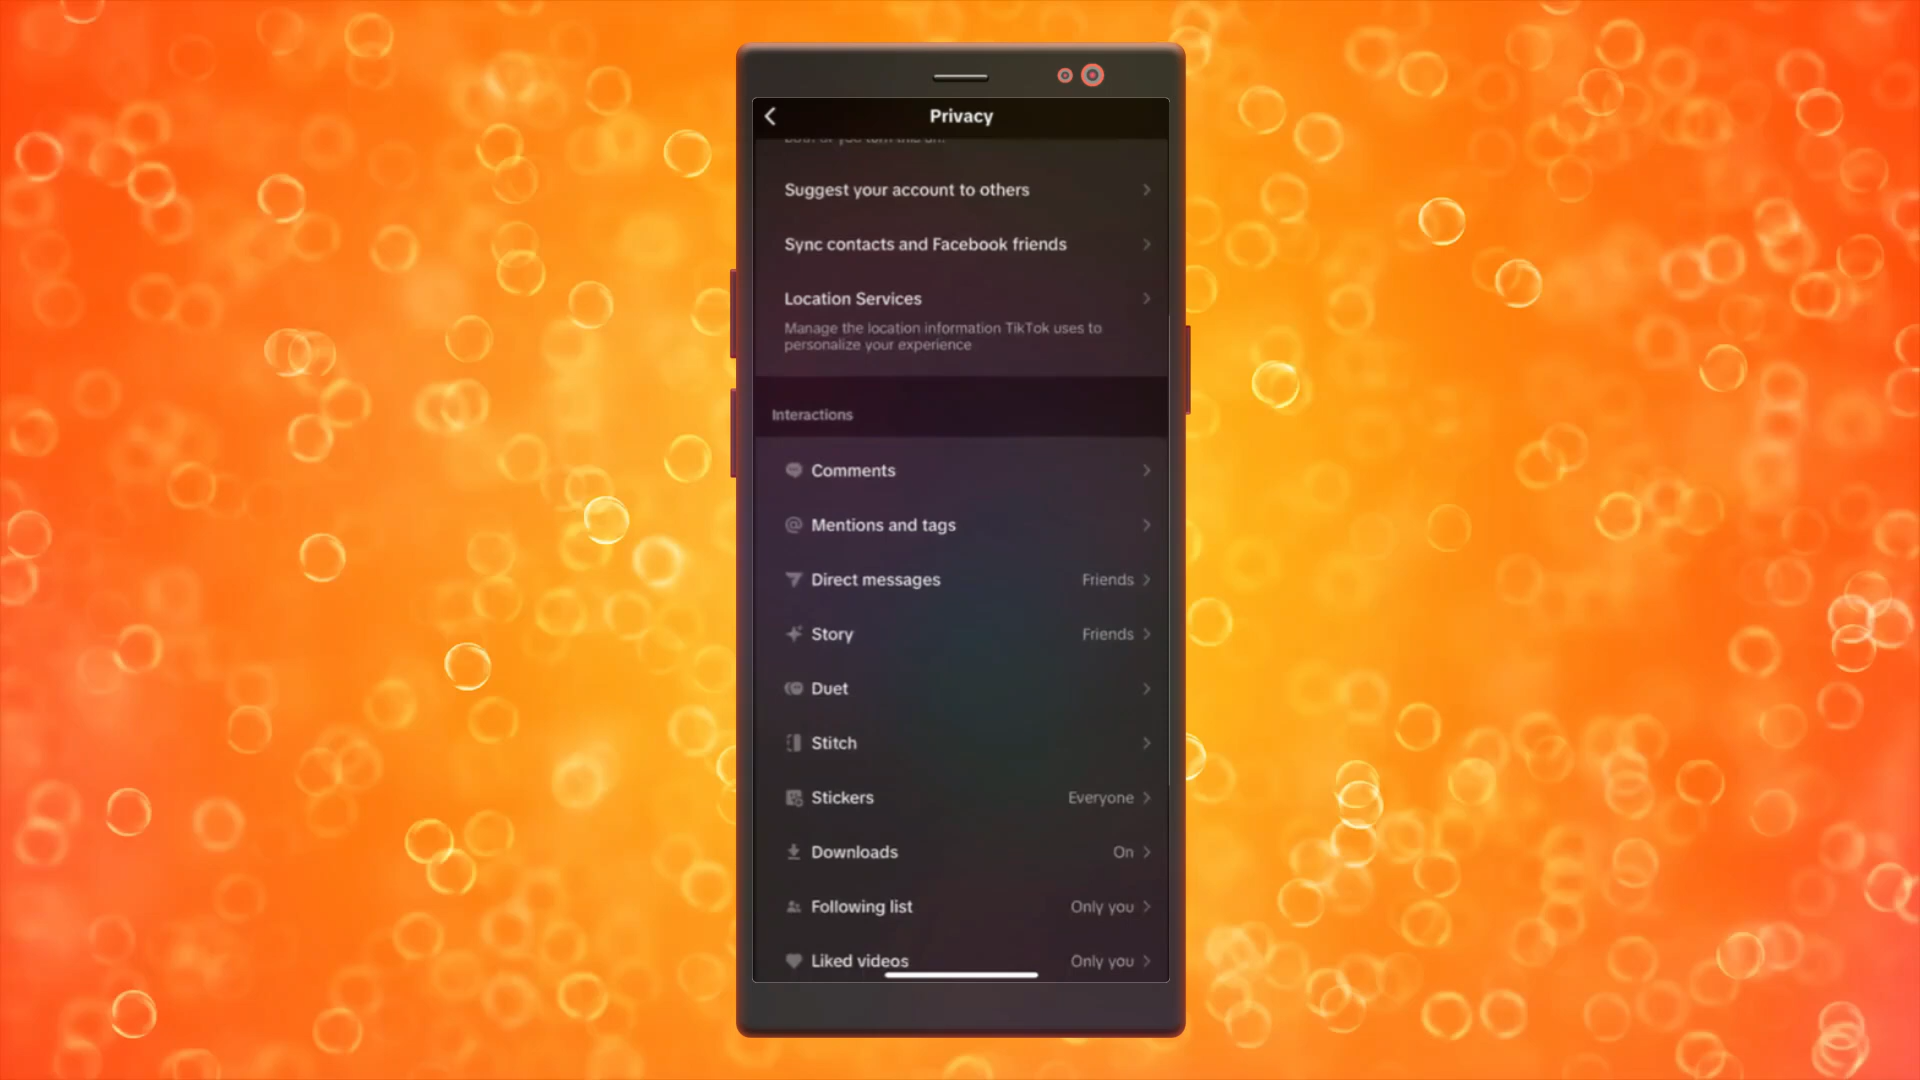 Privacy
Suggest your account to others
Sync contacts and Facebook friends
Location Services
Manage the location information TikTok uses to
personalize your experience
Interactions
Comments
Mentions and tags
Direct messages Friends
Story Friends
Duet
Stitch
Stickers Everyone
Downloads On
Following list Only you
Liked videos Only you